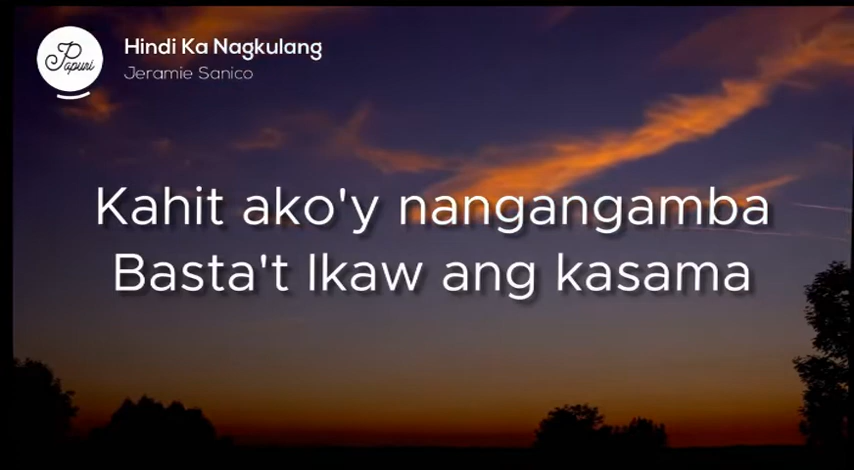 Papuri
Hindi Ka Nagkulang
Jeramie Sanico
Kahit ako'y nangangamba
Basta't Ikaw ang kasama